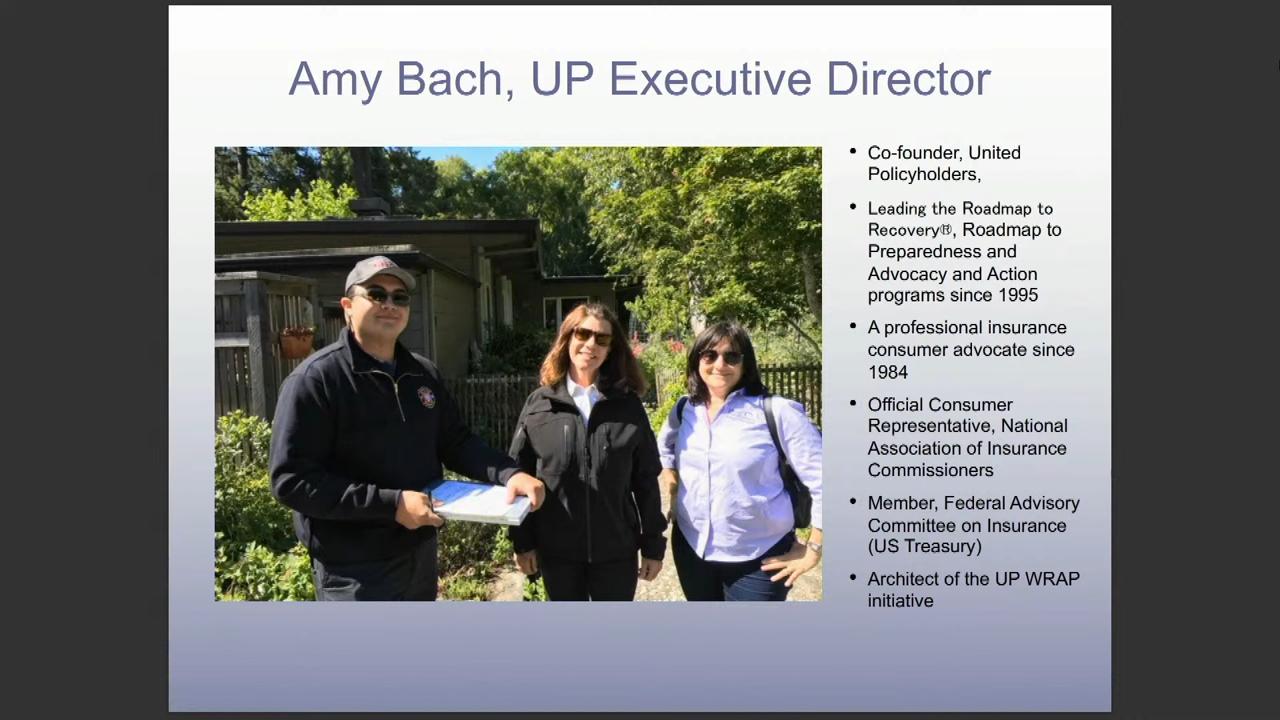 Amy Bach, UP Executive Director
• Co-founder, United
Policyholders,
• Leading the Roadmap to
Recovery®, Roadmap to
Preparedness and
Advocacy and Action
programs since 1995
• A professional insurance
consumer advocate since
1984
• Official Consumer
Representative, National
Association of Insurance
Commissioners
• Member, Federal Advisory
Committee on Insurance
(US Treasury)
• Architect of the UP WRAP
initiative